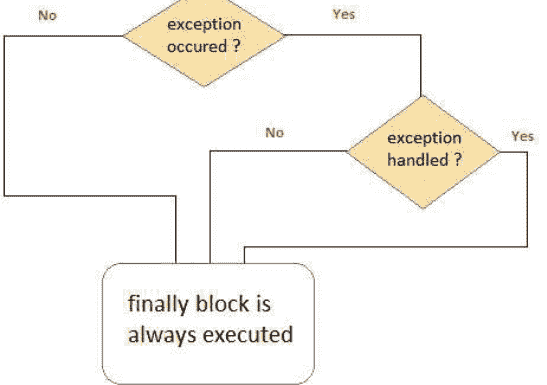 No
Yes
exception
occured ?
No
Yes
exception
handled ?
finally block is
always executed